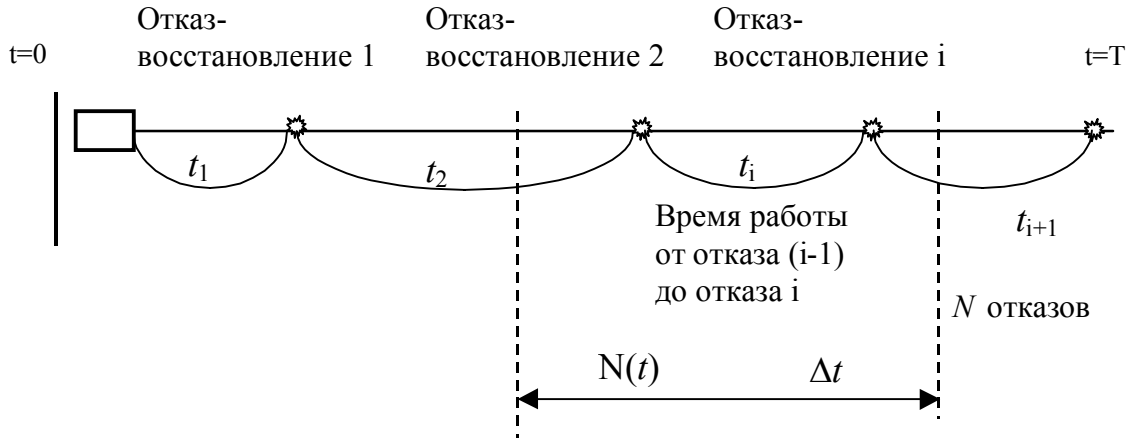 Отказ-
восстановление 1
Отказ-
восстановление 2
Отказ-
восстановление i
t=0
t=T
t1
t2
ti
ti+1
Время работы
от отказа (i-1)
до отказа i
N отказов
N(t)
Δt